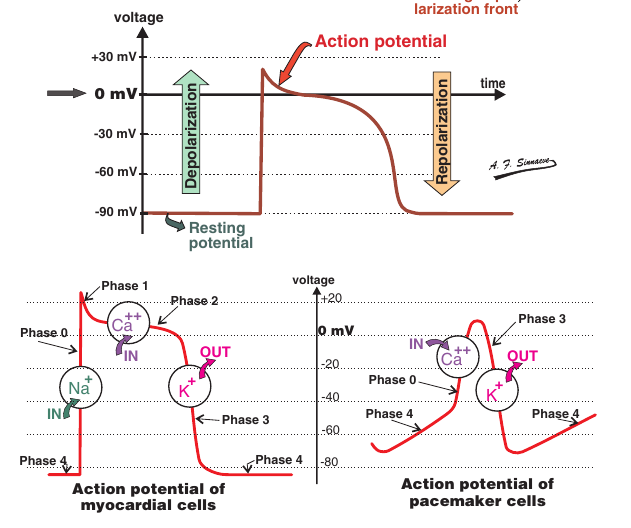 larization front
voltage
+30 mV
Action potential
time
0 mV
Depolarization
Repolarization
-30 mV
-60 mV
A. F. Sinnaeve
-90 mV
Resting
potential
voltage
Phase 1
Phase 2
+20
Phase 3
Phase 0
Ca++
IN
0 mV
OUT
IN
Ca++
OUT
-20
Na+
K+
Phase 0
K+
IN
-40
Phase 3
Phase 4
Phase 4
-60
Phase 4
Phase 4
-80
Action potential of
myocardial cells
Action potential of
pacemaker cells